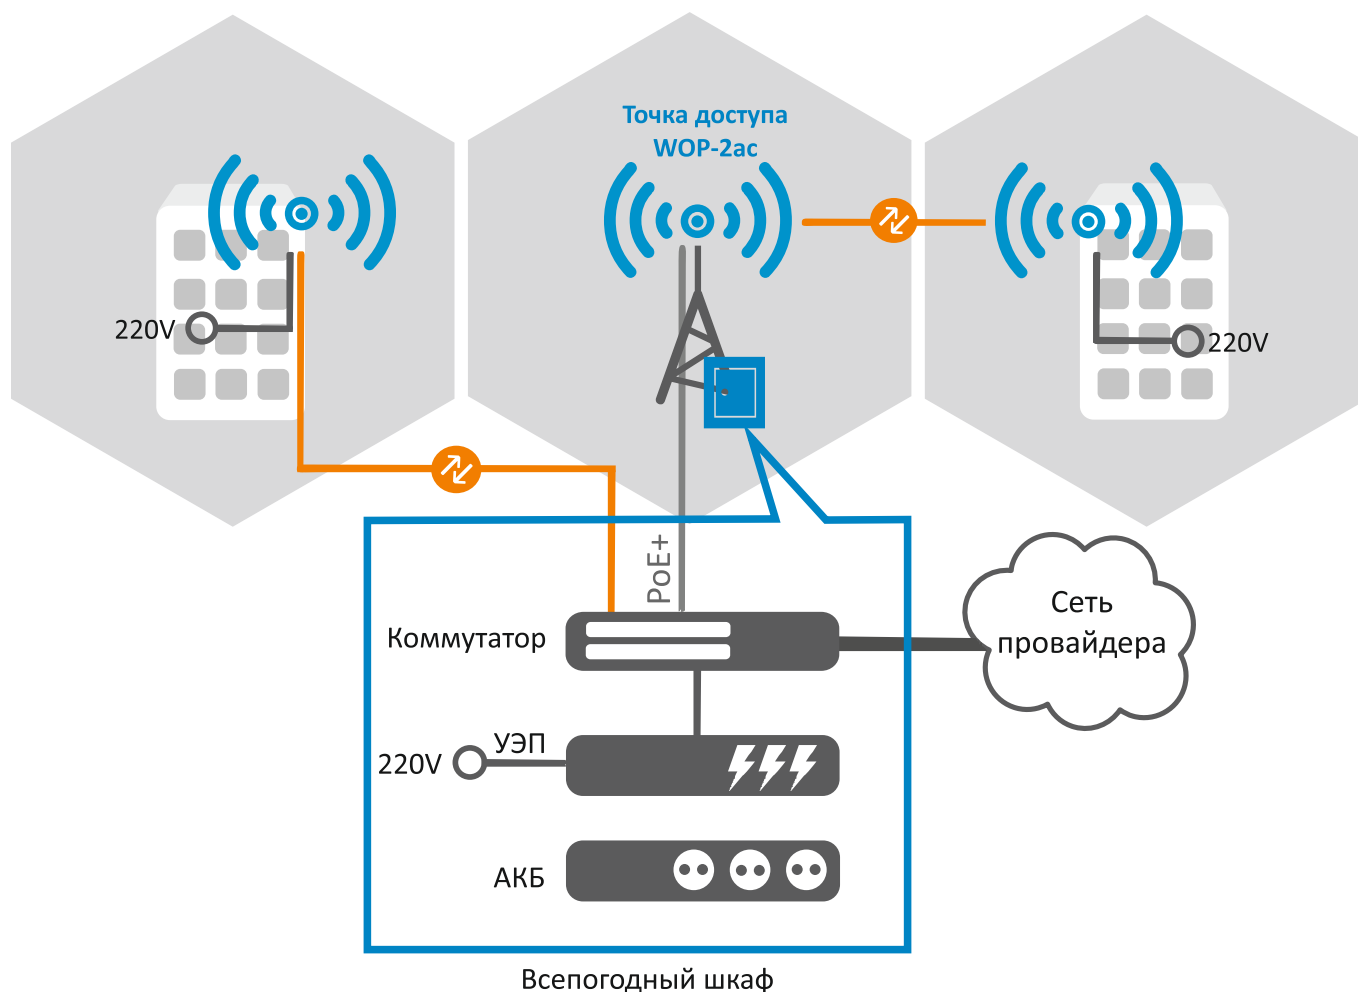 Точка доступа
WOP-2ac
220V
220V
PoE+
Коммутатор
Сеть
провайдера
УЭП
220V
АКБ
Всепогодный шкаф